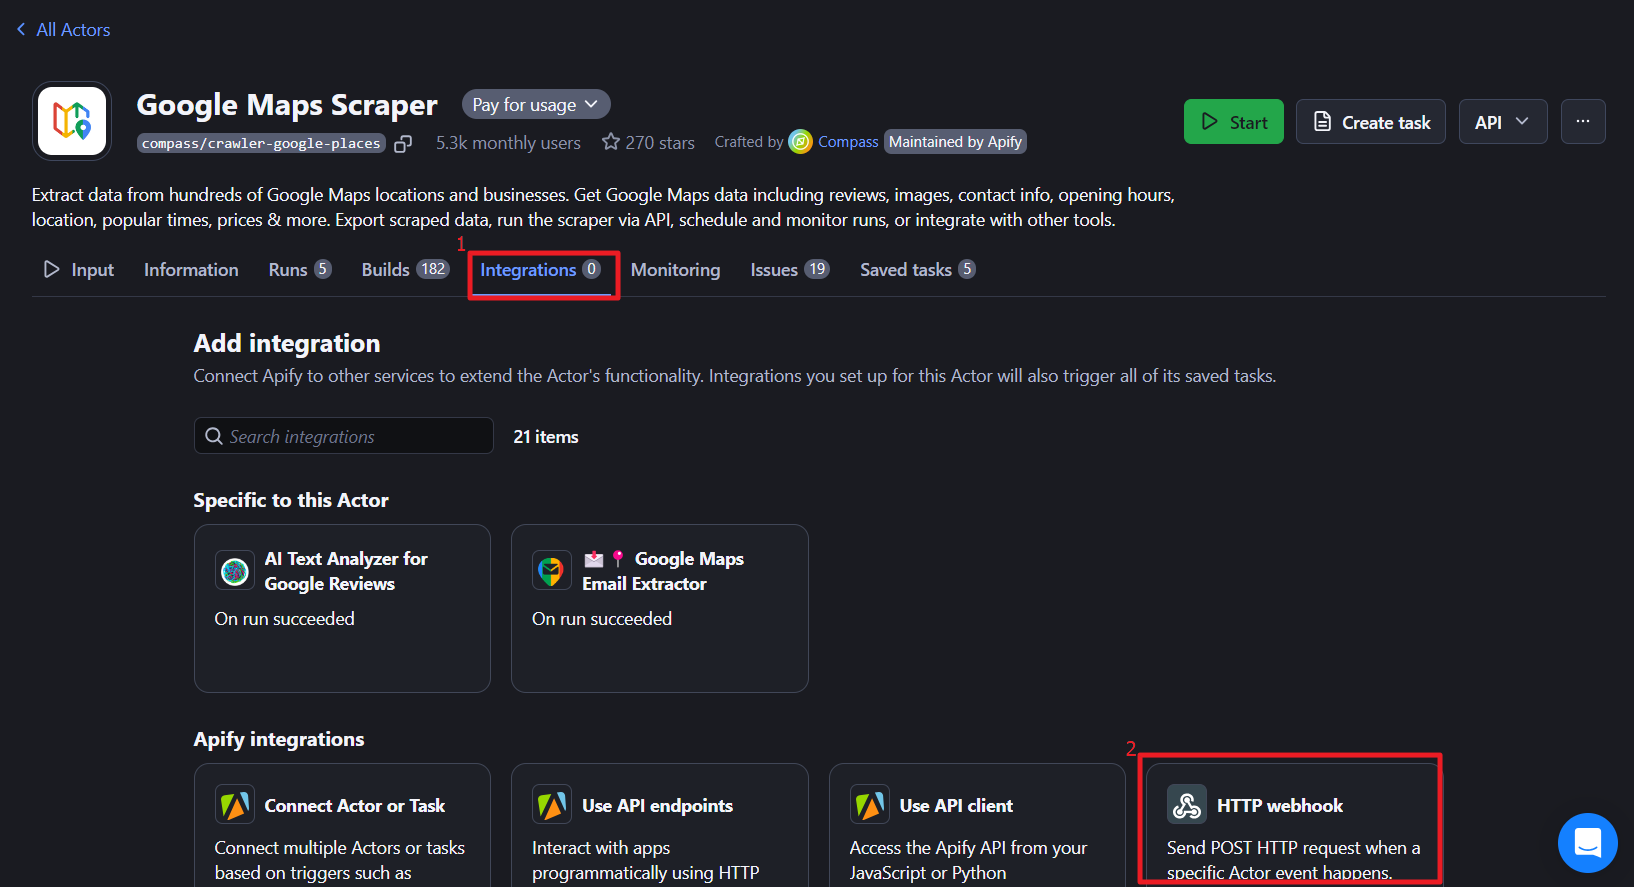 All Actors
Google Maps Scraper
Pay for usage
Start
Create task
API
compass/crawler-google-places
5.3k monthly users
270 stars
Crafted by Compass
Maintained by Apify
Extract data from hundreds of Google Maps locations and businesses. Get Google Maps data including reviews, images, contact info, opening hours,
location, popular times, prices & more. Export scraped data, run the scraper via API, schedule and monitor runs, or integrate with other tools.
1
Input
Information
Runs 5
Builds 182
Integrations 0
Monitoring
Issues 19
Saved tasks 5
Add integration
Connect Apify to other services to extend the Actor's functionality. Integrations you set up for this Actor will also trigger all of its saved tasks.
Search integrations
21 items
Specific to this Actor
AI Text Analyzer for
Google Reviews
On run succeeded
Google Maps
Email Extractor
On run succeeded
Apify integrations
2
Connect Actor or Task
Connect multiple Actors or tasks
based on triggers such as
Use API endpoints
Interact with apps
programmatically using HTTP
Use API client
Access the Apify API from your
JavaScript or Python
HTTP webhook
Send POST HTTP request when a
specific Actor event happens.